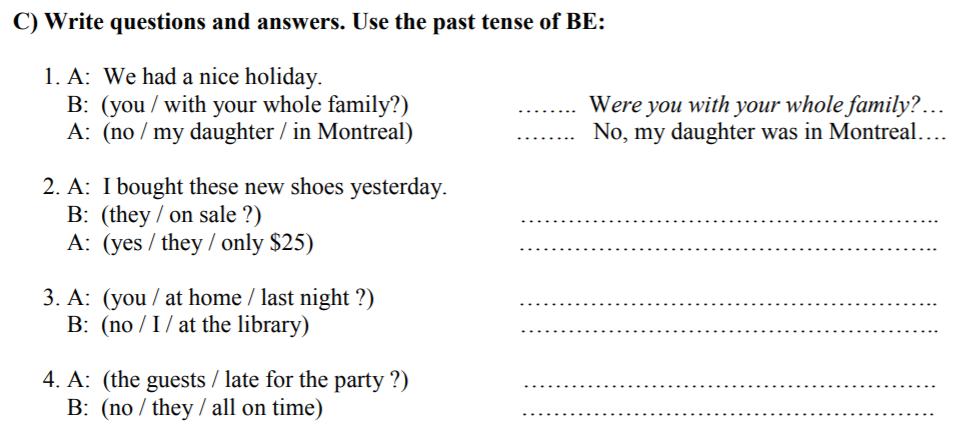 C) Write questions and answers. Use the past tense of BE:
1. A: We had a nice holiday.
B: (you / with your whole family?) …….. Were you with your whole family?…
A: (no / my daughter / in Montreal) …….. No, my daughter was in Montreal….
2. A: I bought these new shoes yesterday.
B: (they / on sale ?) ……………………………………………
A: (yes / they / only $25) ……………………………………………
3. A: (you / at home / last night ?) ……………………………………………
B: (no / I / at the library) ……………………………………………
4. A: (the guests / late for the party ?) ……………………………………………
B: (no / they / all on time) ……………………………………………